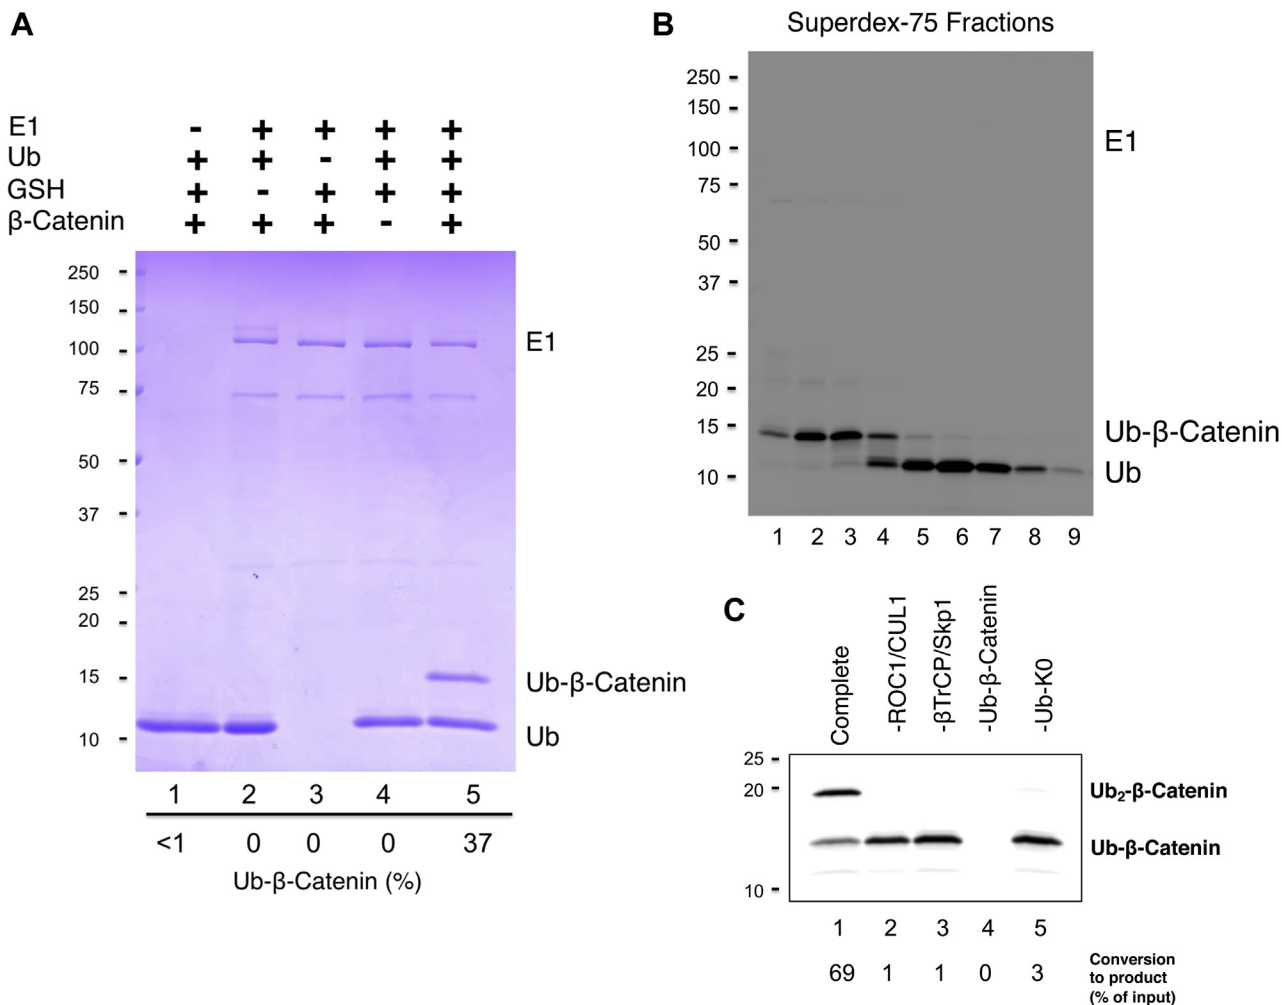 A
E1 - + + + +
Ub + + - + +
GSH + - + + +
β-Catenin + + + - +
250
150
100
75
50
37
25
20
15
10
E1
Ub-β-Catenin
Ub
1 2 3 4 5
<1 0 0 0 37
Ub-β-Catenin (%)
B
Superdex-75 Fractions
250
150
100
75
50
37
25
20
15
10
E1
Ub-β-Catenin
Ub
1 2 3 4 5 6 7 8 9
C
Complete
-ROC1/CUL1
-βTrCP/Skp1
-Ub-β-Catenin
-Ub-K0
25
20
10
Ub₂-β-Catenin
Ub-β-Catenin
1 2 3 4 5
69 1 1 0 3
Conversion
to product
(% of input)